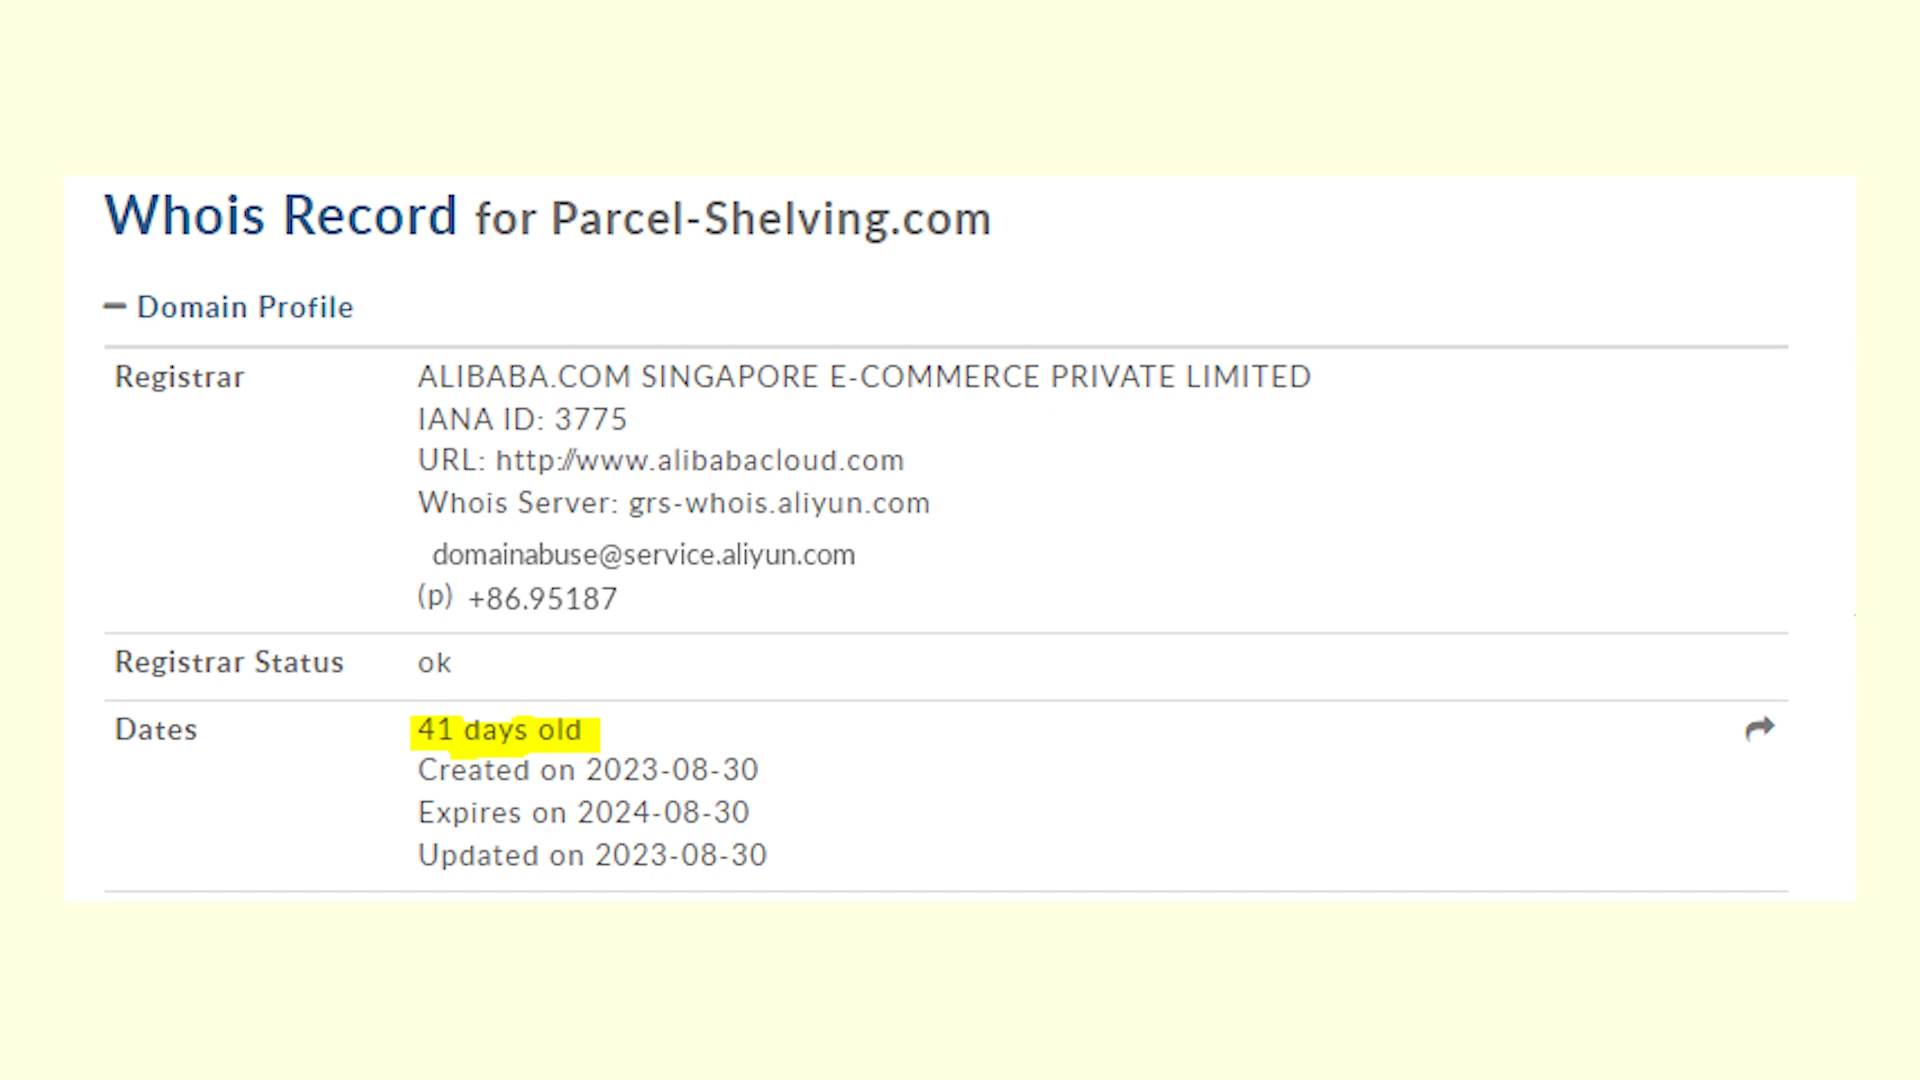 Whois Record for Parcel-Shelving.com
Domain Profile
Registrar ALIBABA.COM SINGAPORE E-COMMERCE PRIVATE LIMITED
IANA ID: 3775
URL: http://www.alibabacloud.com
Whois Server: grs-whois.aliyun.com
domainabuse@service.aliyun.com
(p) +86.95187
Registrar Status ok
Dates 41 days old
Created on 2023-08-30
Expires on 2024-08-30
Updated on 2023-08-30